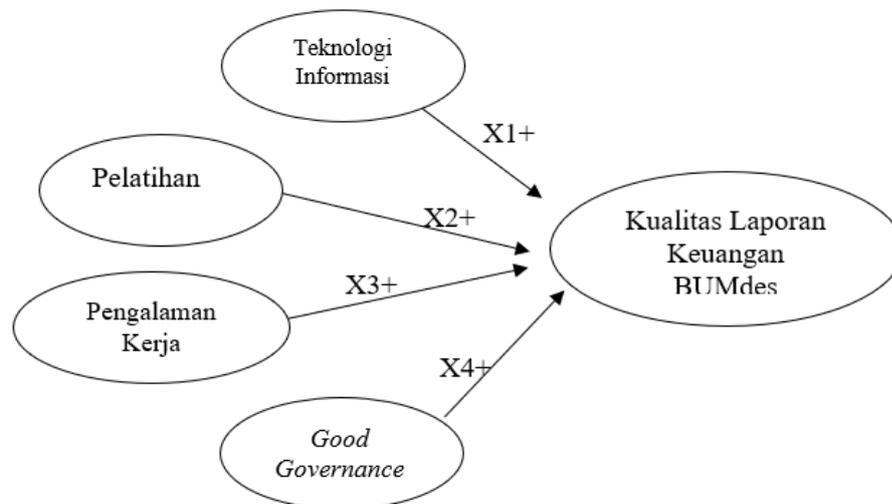 Teknologi
Informasi
X1+
Pelatihan
X2+
Kualitas Laporan
Keuangan
BUMdes
X3+
Pengalaman
Kerja
X4+
Good
Governance